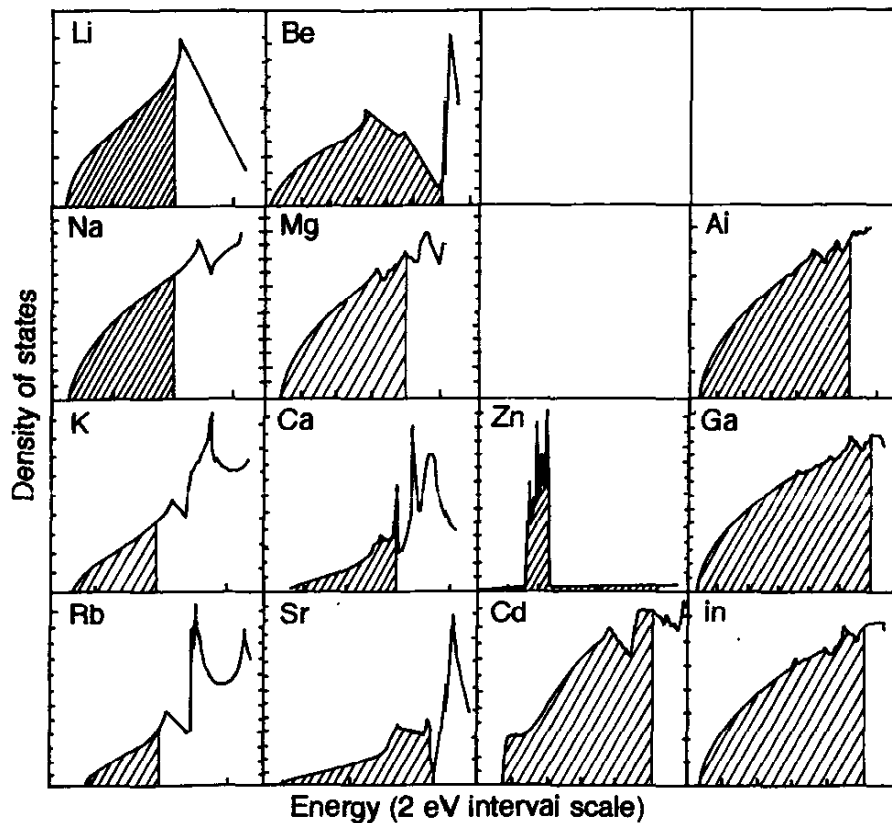 Li Be
Na Mg Ai
K Ca Zn Ga
Rb Sr Cd in
Density of states
Energy (2 eV intervai scale)